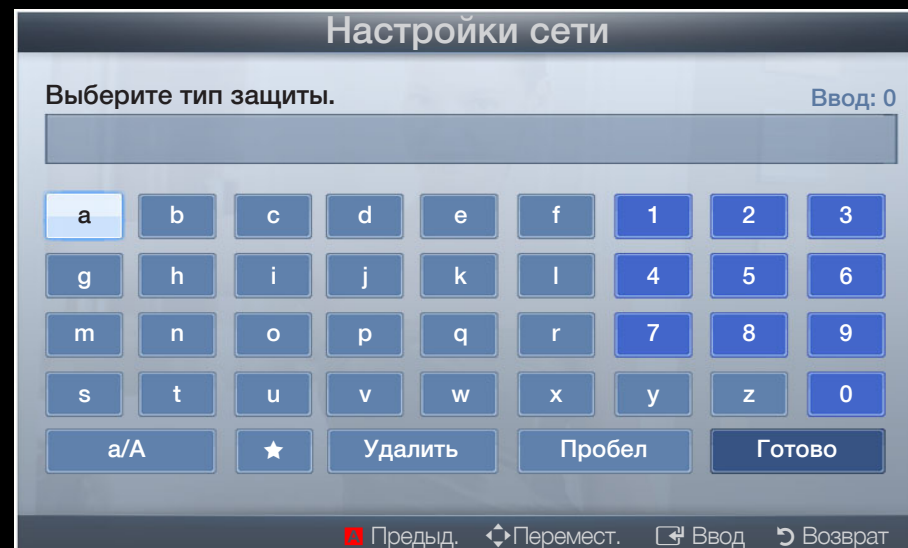 Настройки сети
Выберите тип защиты.
Ввод: 0
a b c d e f 1 2 3
g h i j k l 4 5 6
m n o p q r 7 8 9
s t u v w x y z 0
a/A ★ Удалить Пробел Готово
A Предыд. Перемест. Ввод Возврат